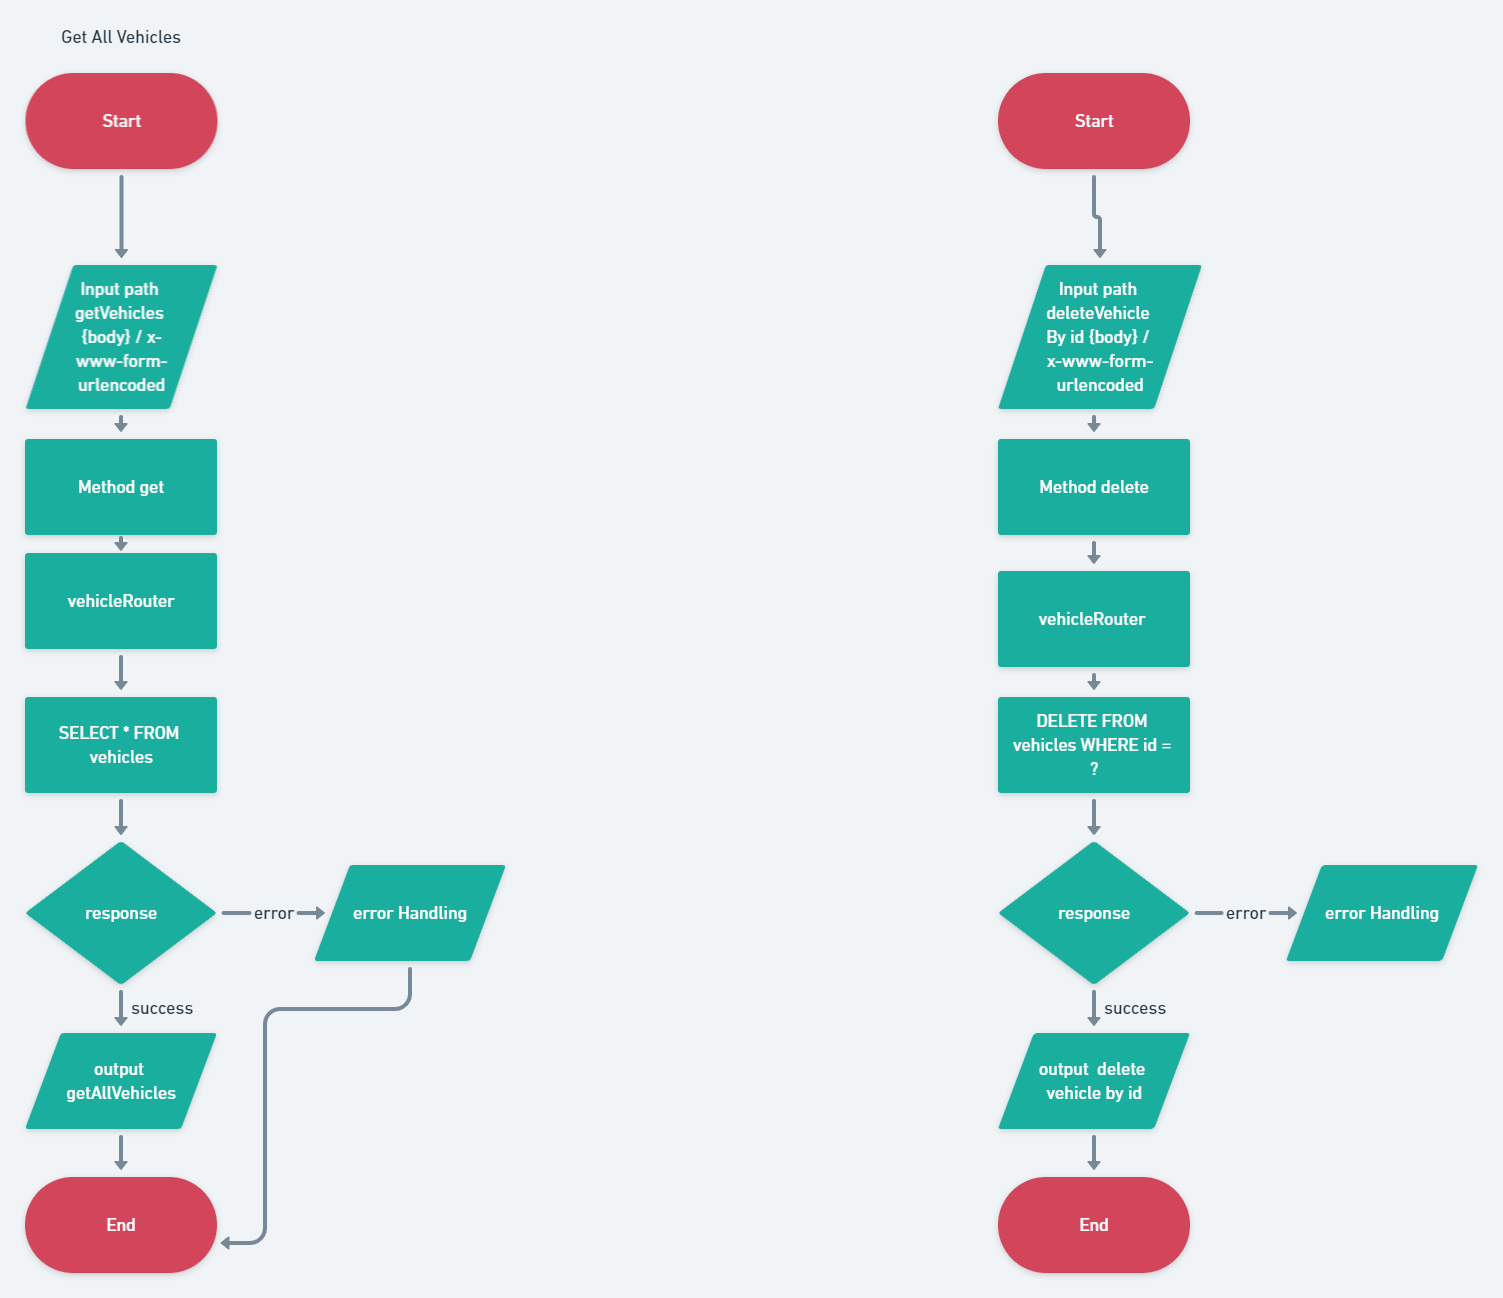 Get All Vehicles
Start
Input path
getVehicles
{body} / x-
www-form-
urlencoded
Method get
vehicleRouter
SELECT * FROM
vehicles
response
error
error Handling
success
output
getAllVehicles
End
Start
Input path
deleteVehicle
By id {body} /
x-www-form-
urlencoded
Method delete
vehicleRouter
DELETE FROM
vehicles WHERE id =
?
response
error
error Handling
success
output  delete
vehicle by id
End